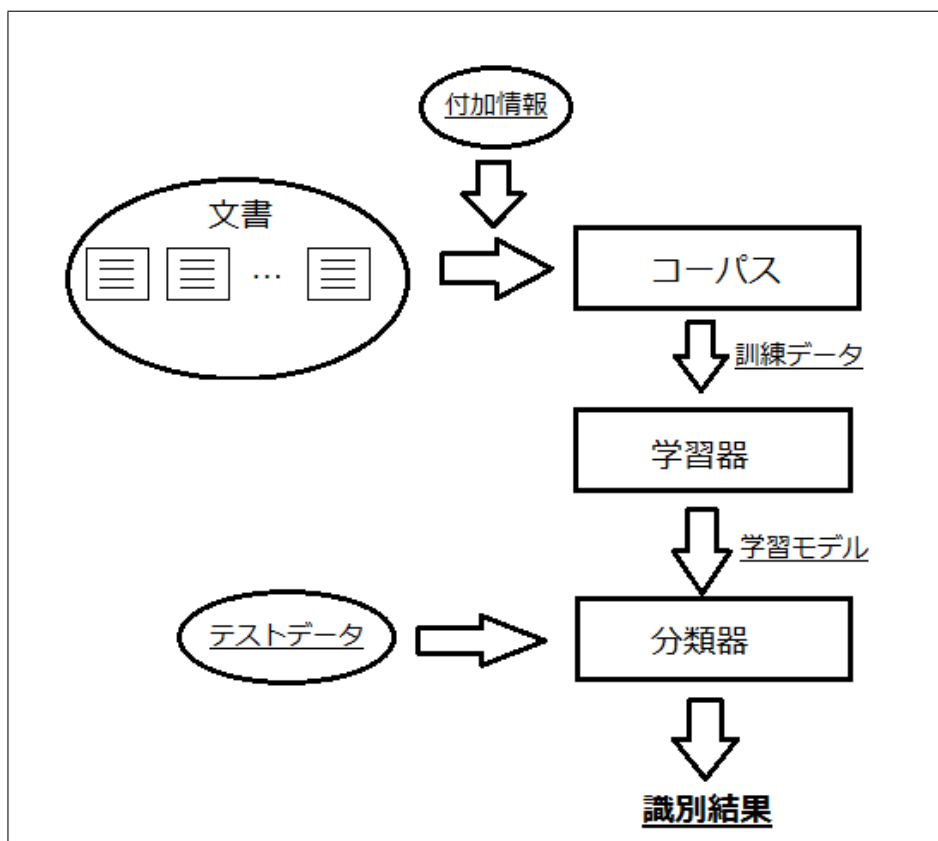 付加情報
文書
…
コーパス
訓練データ
学習器
学習モデル
テストデータ
分類器
識別結果